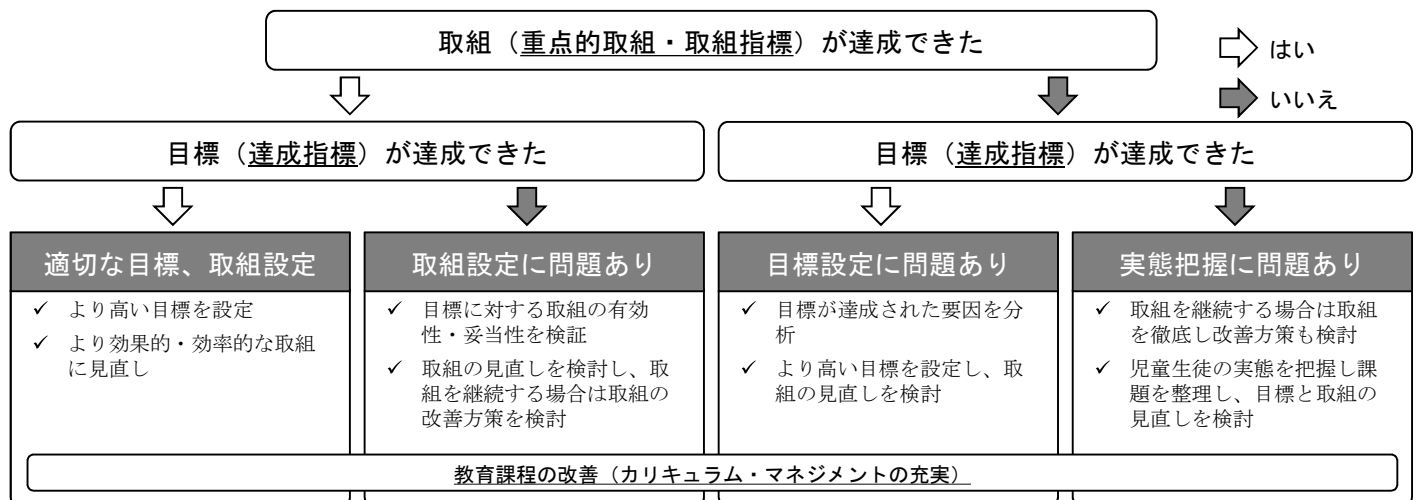 取組（重点的取組・取組指標）が達成できた
はい
いいえ
目標（達成指標）が達成できた
目標（達成指標）が達成できた
適切な目標、取組設定
✓ より高い目標を設定
✓ より効果的・効率的な取組
に見直し
取組設定に問題あり
✓ 目標に対する取組の有効
性・妥当性を検証
✓ 取組の見直しを検討し、取
組を継続する場合は取組の
改善方策を検討
目標設定に問題あり
✓ 目標が達成された要因を分
析
✓ より高い目標を設定し、取
組の見直しを検討
実態把握に問題あり
✓ 取組を継続する場合は取組
を徹底し改善方策も検討
✓ 児童生徒の実態を把握し課
題を整理し、目標と取組の
見直しを検討
教育課程の改善（カリキュラム・マネジメントの充実）